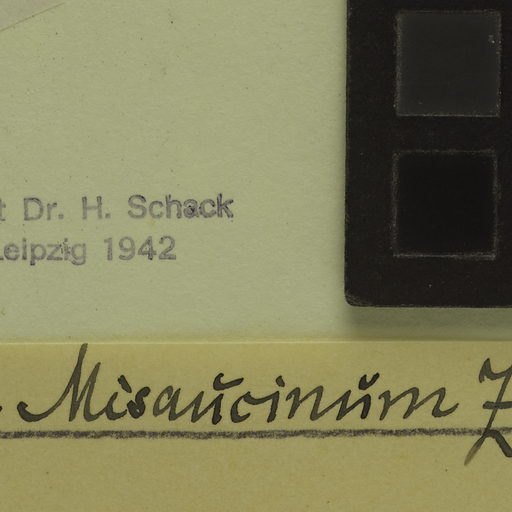 t Dr. H. Schack
Leipzig 1942
Misaucinum